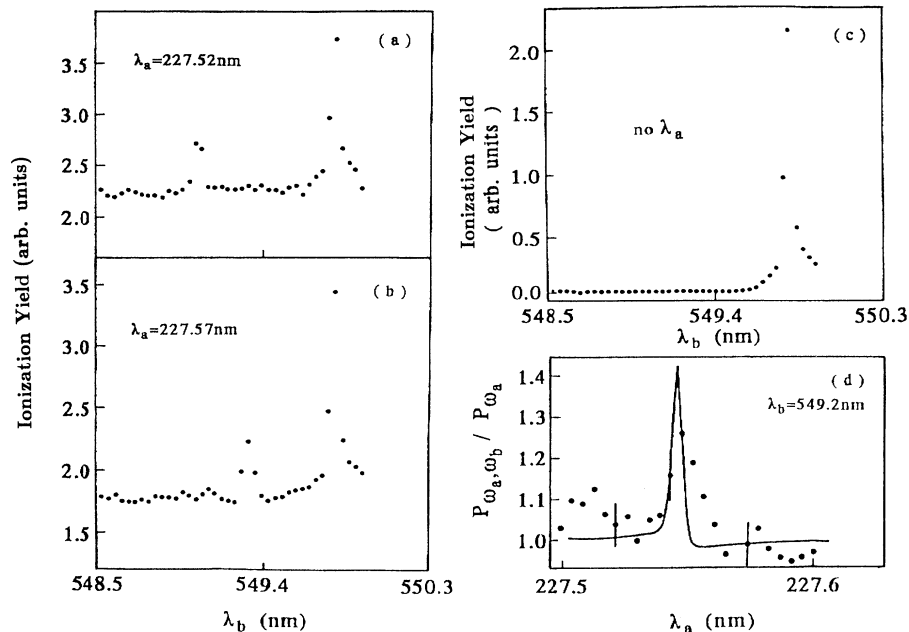 Ionization Yield (arb. units)
(a)
λa=227.52nm
3.5
3.0
2.5
2.0
(b)
λa=227.57nm
3.5
3.0
2.5
2.0
1.5
548.5 549.4 550.3
λb (nm)
Ionization Yield
( arb. units )
(c)
no λa
2.0
1.5
1.0
0.5
0.0
548.5 549.4 550.3
λb (nm)
Pωa,ωb / Pωa
(d)
λb=549.2nm
1.4
1.3
1.2
1.1
1.0
227.5 227.6
λa (nm)